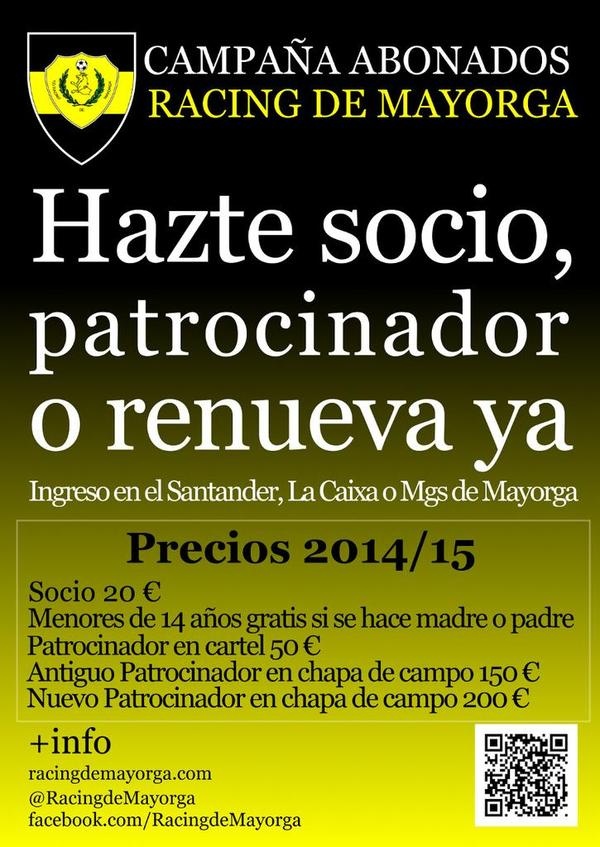 CAMPAÑA ABONADOS
RACING DE MAYORGA
Hazte socio,
patrocinador
o renueva ya
Ingreso en el Santander, La Caixa o Mgs de Mayorga
Precios 2014/15
Socio 20 €
Menores de 14 años gratis si se hace madre o padre
Patrocinador en cartel 50 €
Antiguo Patrocinador en chapa de campo 150 €
Nuevo Patrocinador en chapa de campo 200 €
+info
racingdemayorga.com
@RacingdeMayorga
facebook.com/RacingdeMayorga